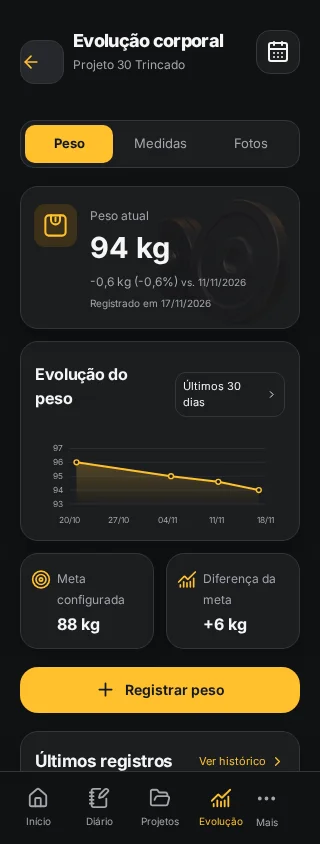 Evolução corporal
Projeto 30 Trincado
Peso
Medidas
Fotos
Peso atual
94 kg
-0,6 kg (-0,6%) vs. 11/11/2026
Registrado em 17/11/2026
Evolução do
peso
Últimos 30
dias
97
96
95
94
93
20/10
27/10
04/11
11/11
18/11
Meta
configurada
88 kg
Diferença da
meta
+6 kg
Registrar peso
Últimos registros
Ver histórico
Início
Diário
Projetos
Evolução
Mais